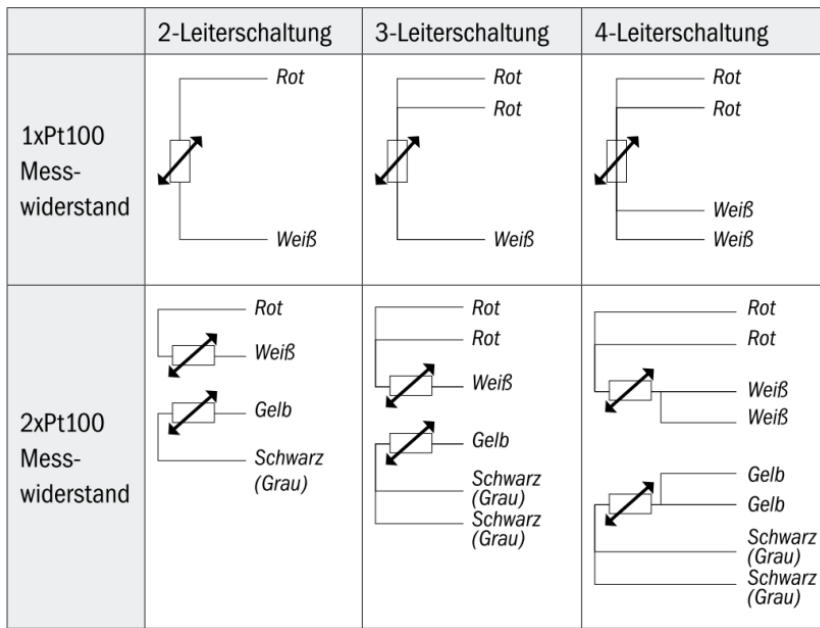 2-Leiterschaltung
3-Leiterschaltung
4-Leiterschaltung
1xPt100
Mess-
widerstand
Rot
Weiß
Rot
Rot
Weiß
Rot
Rot
Weiß
Weiß
2xPt100
Mess-
widerstand
Rot
Weiß
Gelb
Schwarz
(Grau)
Rot
Rot
Weiß
Gelb
Schwarz
(Grau)
Schwarz
(Grau)
Rot
Rot
Weiß
Weiß
Gelb
Gelb
Schwarz
(Grau)
Schwarz
(Grau)